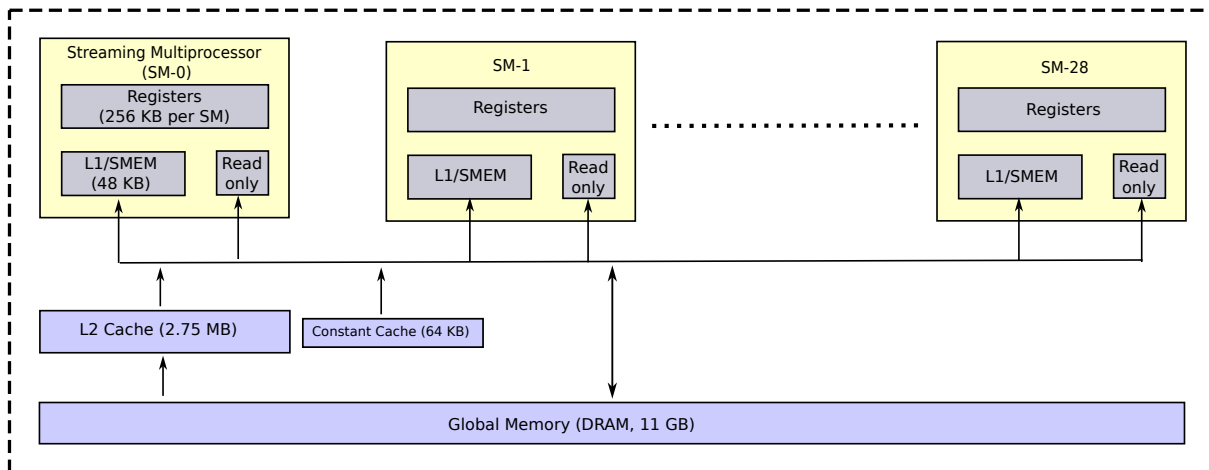 Streaming Multiprocessor
(SM-0)
Registers
(256 KB per SM)
L1/SMEM
(48 KB)
Read
only
SM-1
Registers
L1/SMEM
Read
only
SM-28
Registers
L1/SMEM
Read
only
L2 Cache (2.75 MB)
Constant Cache (64 KB)
Global Memory (DRAM, 11 GB)